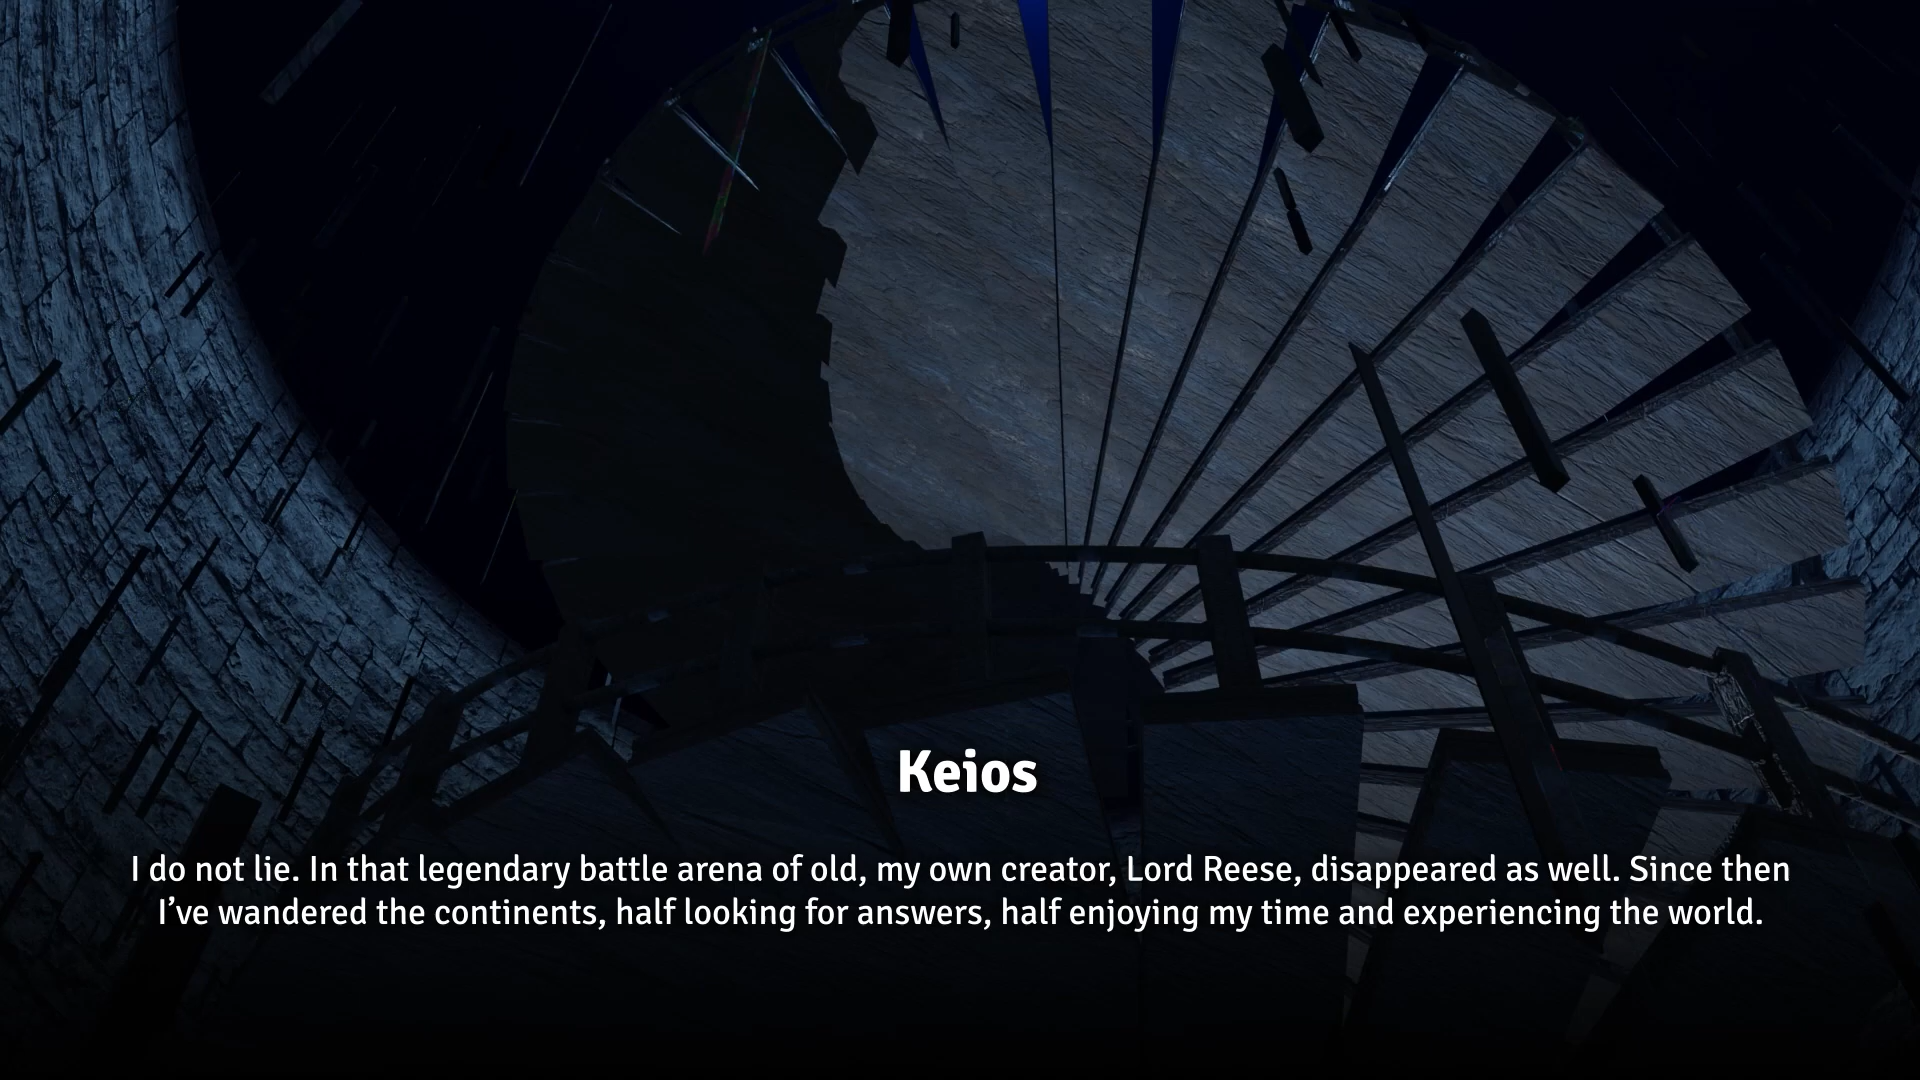 Keios
I do not lie. In that legendary battle arena of old, my own creator, Lord Reese, disappeared as well. Since then
I’ve wandered the continents, half looking for answers, half enjoying my time and experiencing the world.